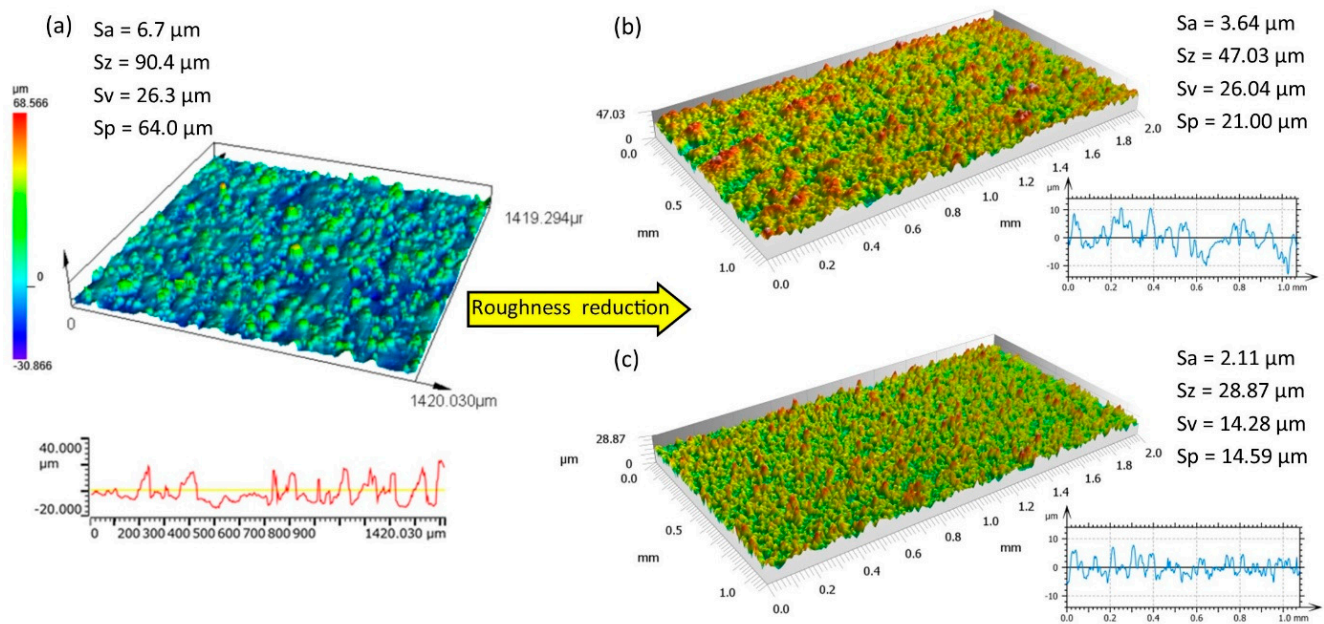 (a)
Sa = 6.7 µm
Sz = 90.4 µm
Sv = 26.3 µm
Sp = 64.0 µm
µm
68.566
0
-30.866
0
1419.294µr
1420.030µm
40.000
µm
-20.000
0 200 300 400 500 600 700 800 900 1420.030 µm
Roughness reduction
(b)
Sa = 3.64 µm
Sz = 47.03 µm
Sv = 26.04 µm
Sp = 21.00 µm
47.03
0
0.0
0.5
mm
1.0
0.0
0.2
0.4
0.6
0.8
1.0
mm
1.2
1.4
1.6
1.8
2.0
µm
10
0
-10
0.0 0.2 0.4 0.6 0.8 1.0 mm
(c)
Sa = 2.11 µm
Sz = 28.87 µm
Sv = 14.28 µm
Sp = 14.59 µm
µm
28.87
0
0.0
0.5
mm
1.0
0.0
0.2
0.4
0.6
0.8
1.0
mm
1.2
1.4
1.6
1.8
2.0
µm
10
0
-10
0.0 0.2 0.4 0.6 0.8 1.0 mm